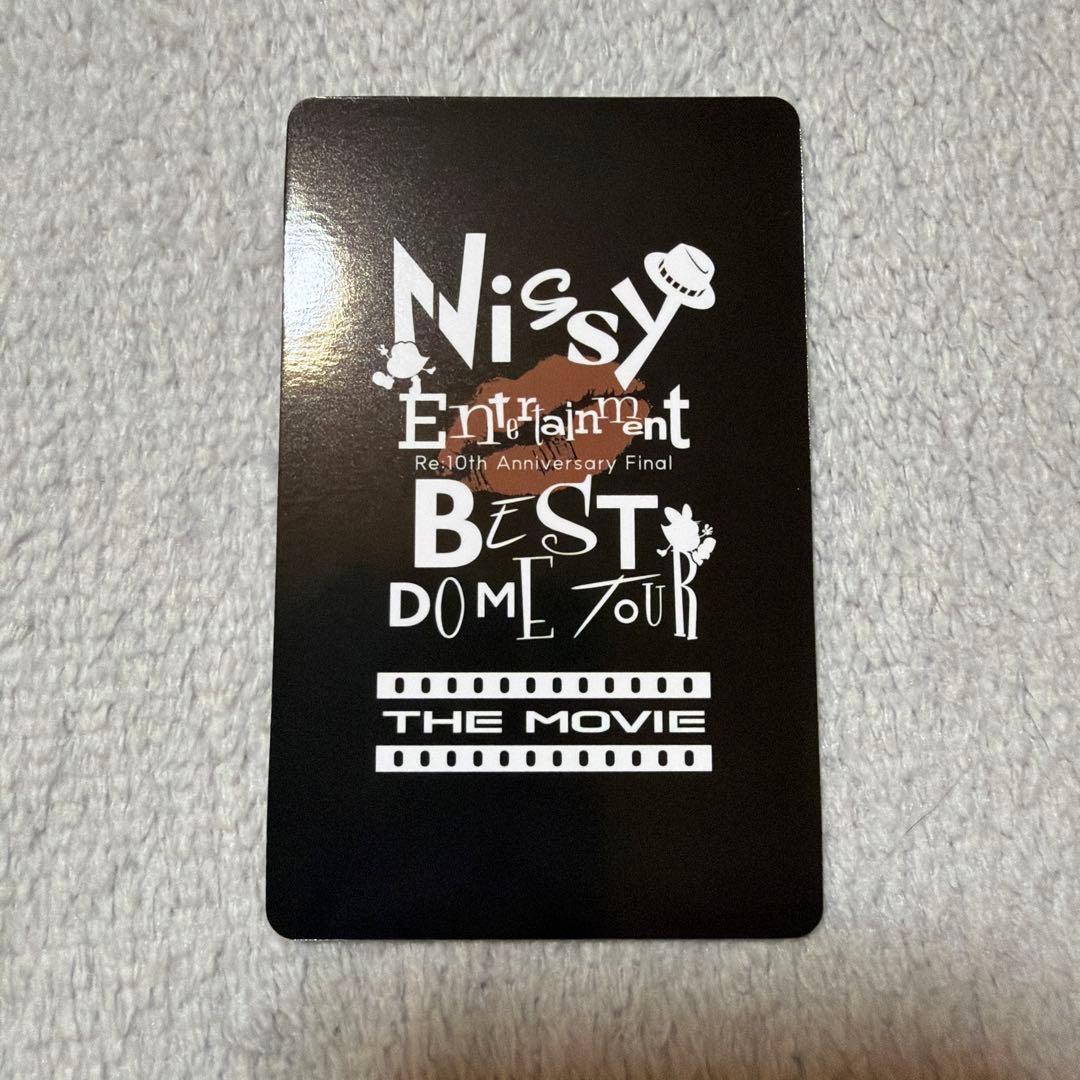 Nissy
Entertainment
Re:10th Anniversary Final
BEST
DOME TOUR
THE MOVIE